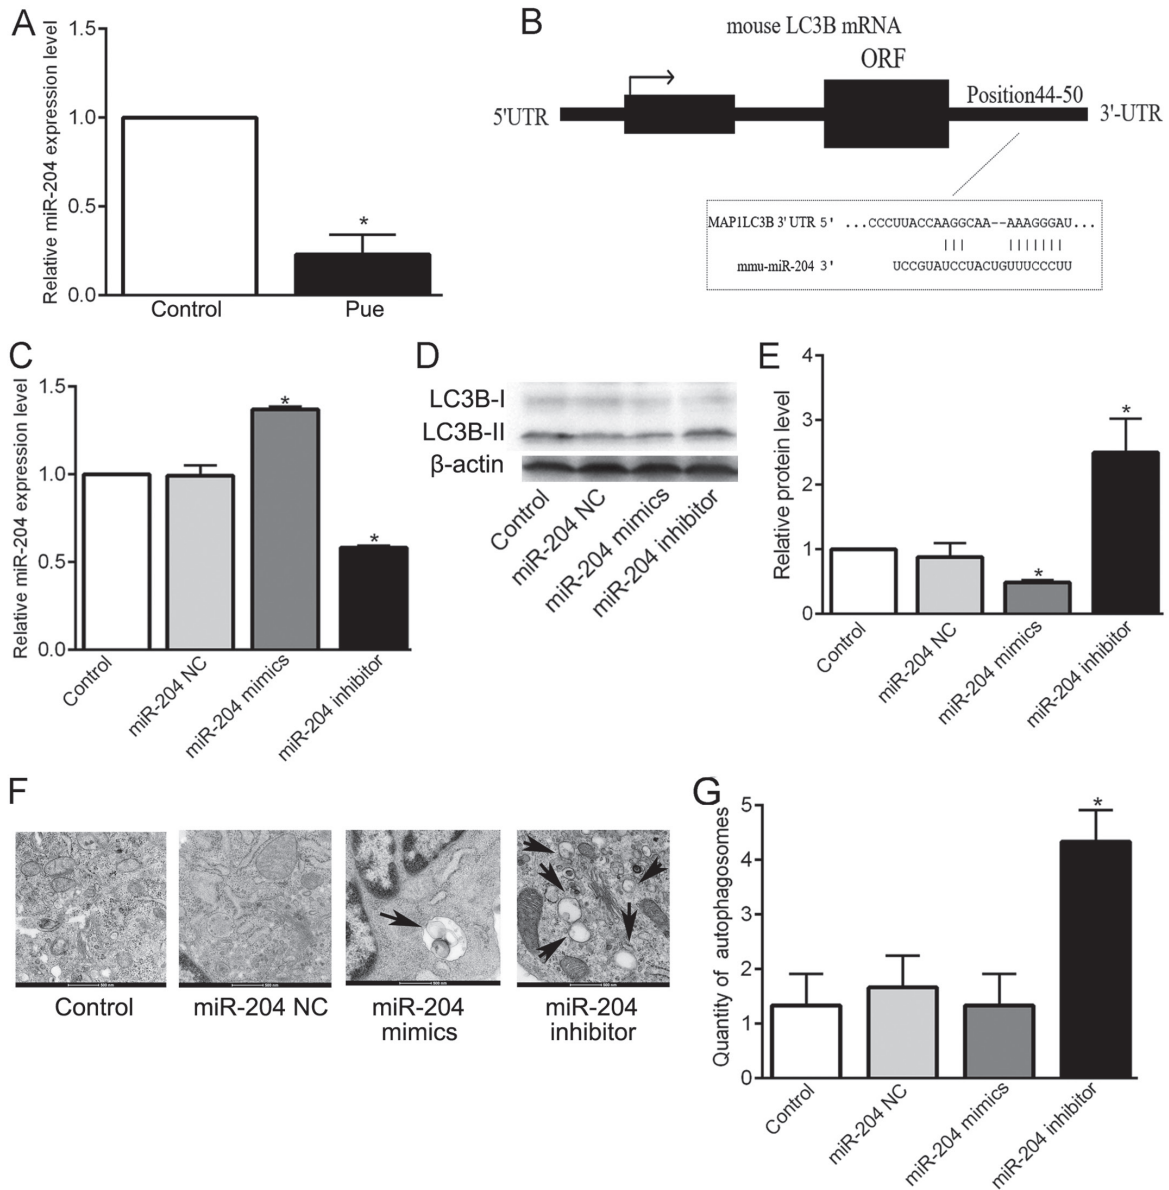 A
Relative miR-204 expression level
1.5
1.0
0.5
0.0
*
Control
Pue
B
mouse LC3B mRNA
ORF
Position44-50
5'UTR
3'-UTR
MAP1LC3B 3' UTR 5' ...CCCUUACCAAGGCAA--AAAGGGAU...
mmu-miR-204 3' UCCGUAUCCUACUGUUUCCCUU
C
Relative miR-204 expression level
1.5
1.0
0.5
0.0
*
*
Control
miR-204 NC
miR-204 mimics
miR-204 inhibitor
D
LC3B-I
LC3B-II
β-actin
Control
miR-204 NC
miR-204 mimics
miR-204 inhibitor
E
Relative protein level
4
3
2
1
0
*
*
Control
miR-204 NC
miR-204 mimics
miR-204 inhibitor
F
Control
miR-204 NC
miR-204
mimics
miR-204
inhibitor
G
Quantity of autophagosomes
5
4
3
2
1
0
*
Control
miR-204 NC
miR-204 mimics
miR-204 inhibitor